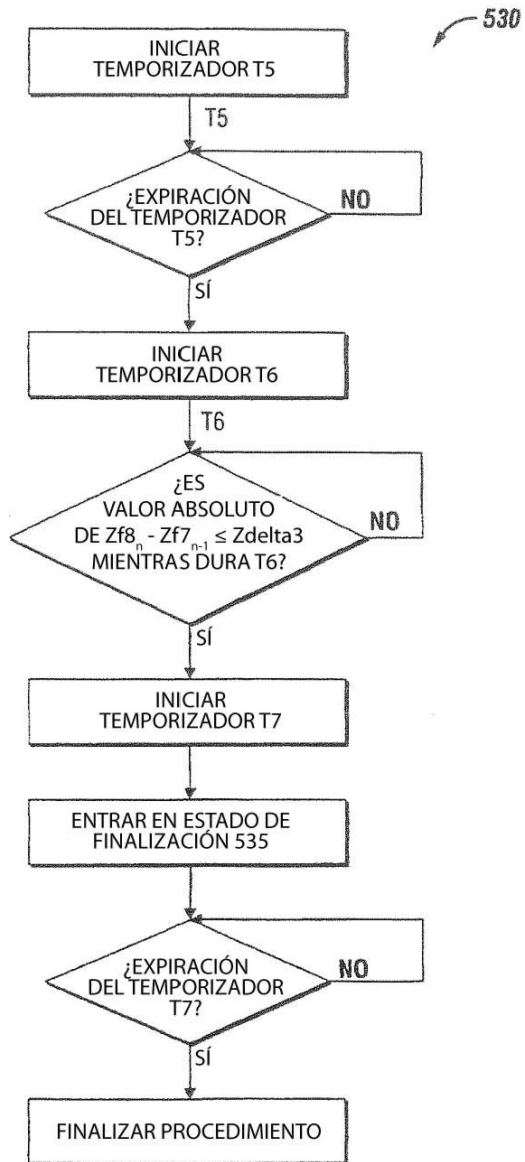 530
INICIAR
TEMPORIZADOR T5
T5
¿EXPIRACIÓN
DEL TEMPORIZADOR
T5?
NO
SÍ
INICIAR
TEMPORIZADOR T6
T6
¿ES
VALOR ABSOLUTO
DE Zf8n - Zf7n-1 ≤ Zdelta3
MIENTRAS DURA T6?
NO
SÍ
INICIAR
TEMPORIZADOR T7
ENTRAR EN ESTADO DE
FINALIZACIÓN 535
¿EXPIRACIÓN
DEL TEMPORIZADOR
T7?
NO
SÍ
FINALIZAR PROCEDIMIENTO